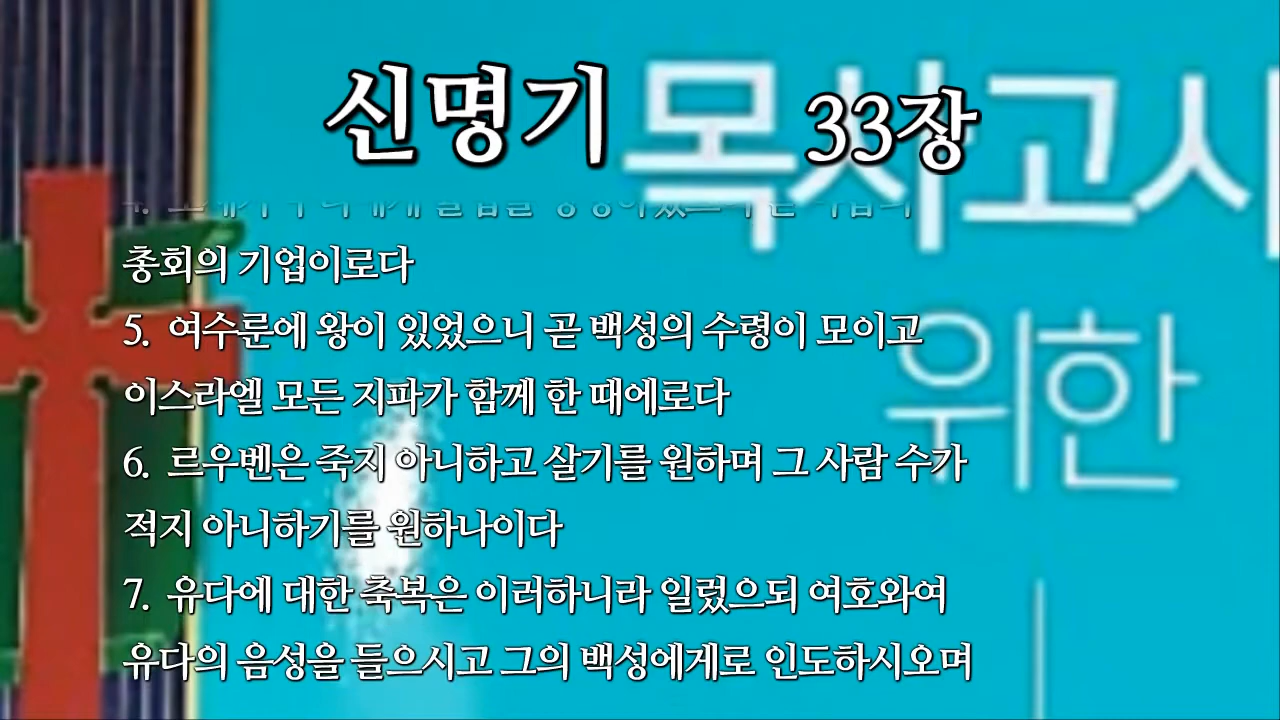 신명기 33장
목사고시
위한
총회의 기업이로다
5. 여수룬에 왕이 있었으니 곧 백성의 수령이 모이고
이스라엘 모든 지파가 함께 한 때에로다
6. 르우벤은 죽지 아니하고 살기를 원하며 그 사람 수가
적지 아니하기를 원하나이다
7. 유다에 대한 축복은 이러하니라 일렀으되 여호와여
유다의 음성을 들으시고 그의 백성에게로 인도하시오며